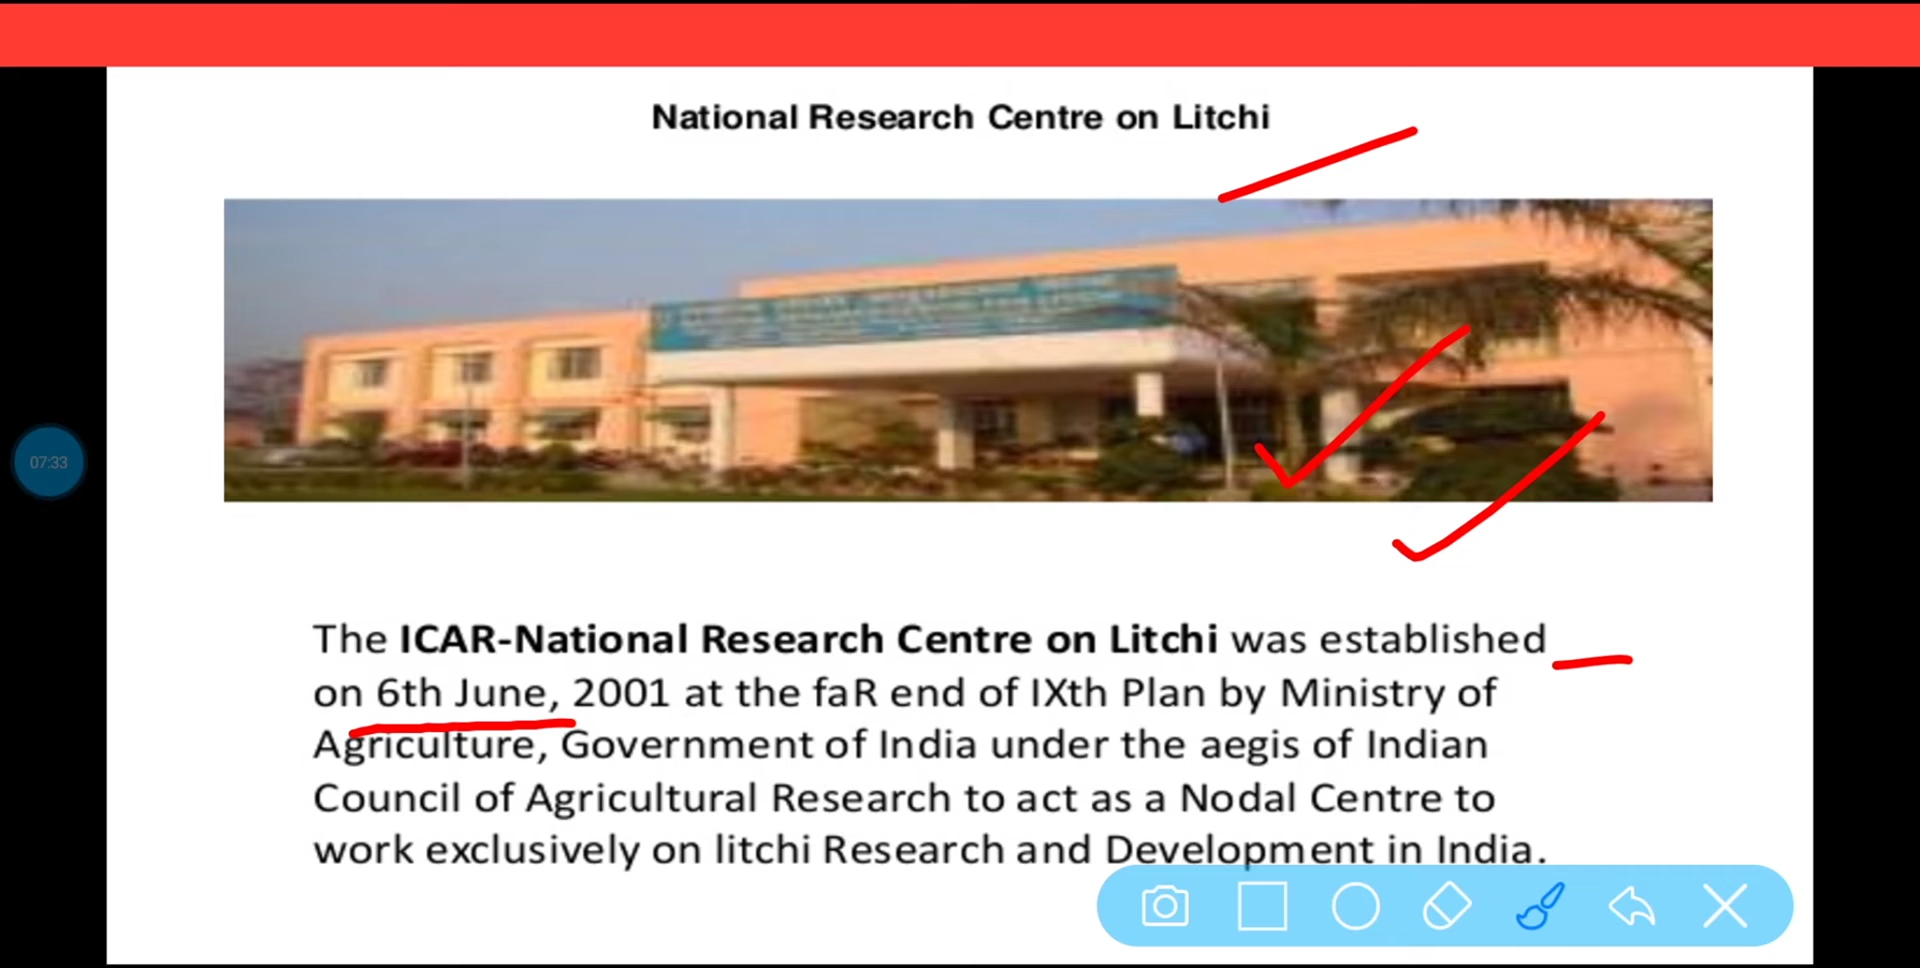 National Research Centre on Litchi
07:33
The ICAR-National Research Centre on Litchi was established
on 6th June, 2001 at the faR end of IXth Plan by Ministry of
Agriculture, Government of India under the aegis of Indian
Council of Agricultural Research to act as a Nodal Centre to
work exclusively on litchi Research and Development in India.